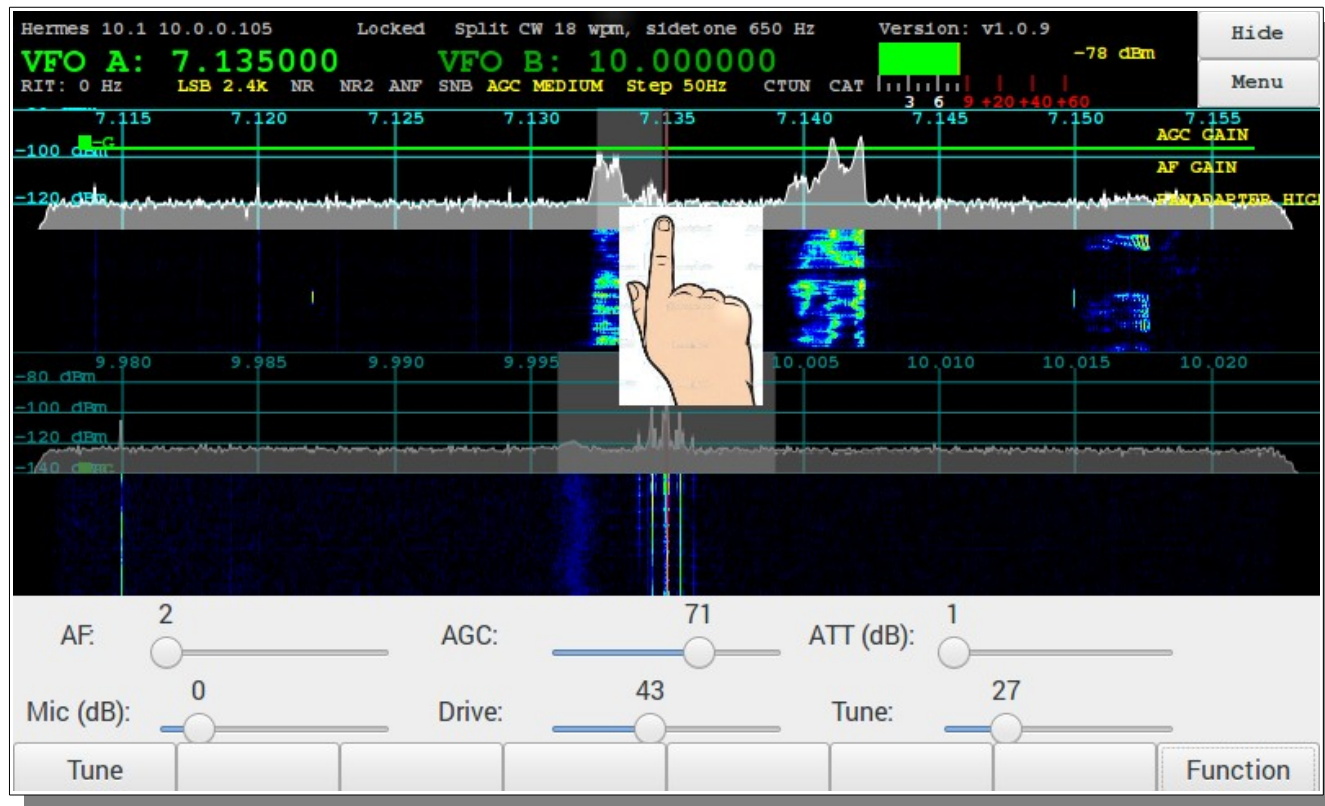 Hermes 10.1 10.0.0.105 Locked Split CW 18 wpm, sidetone 650 Hz Version: v1.0.9 Hide
VFO A: 7.135000 VFO B: 10.000000 -78 dBm
RIT: 0 Hz LSB 2.4k NR NR2 ANF SNB AGC MEDIUM Step 50Hz CTUN CAT Menu
3 6 9 +20 +40 +60
7.115 7.120 7.125 7.130 7.135 7.140 7.145 7.150 7.155
-G AGC GAIN
-100 dBm
AF GAIN
-120 dBm PANADAPTER HIG
9.980 9.985 9.990 9.995 10.005 10.010 10.015 10.020
-80 dBm
-100 dBm
-120 dBm
-140
AF: 2 AGC: 71 ATT (dB): 1
Mic (dB): 0 Drive: 43 Tune: 27
Tune Function